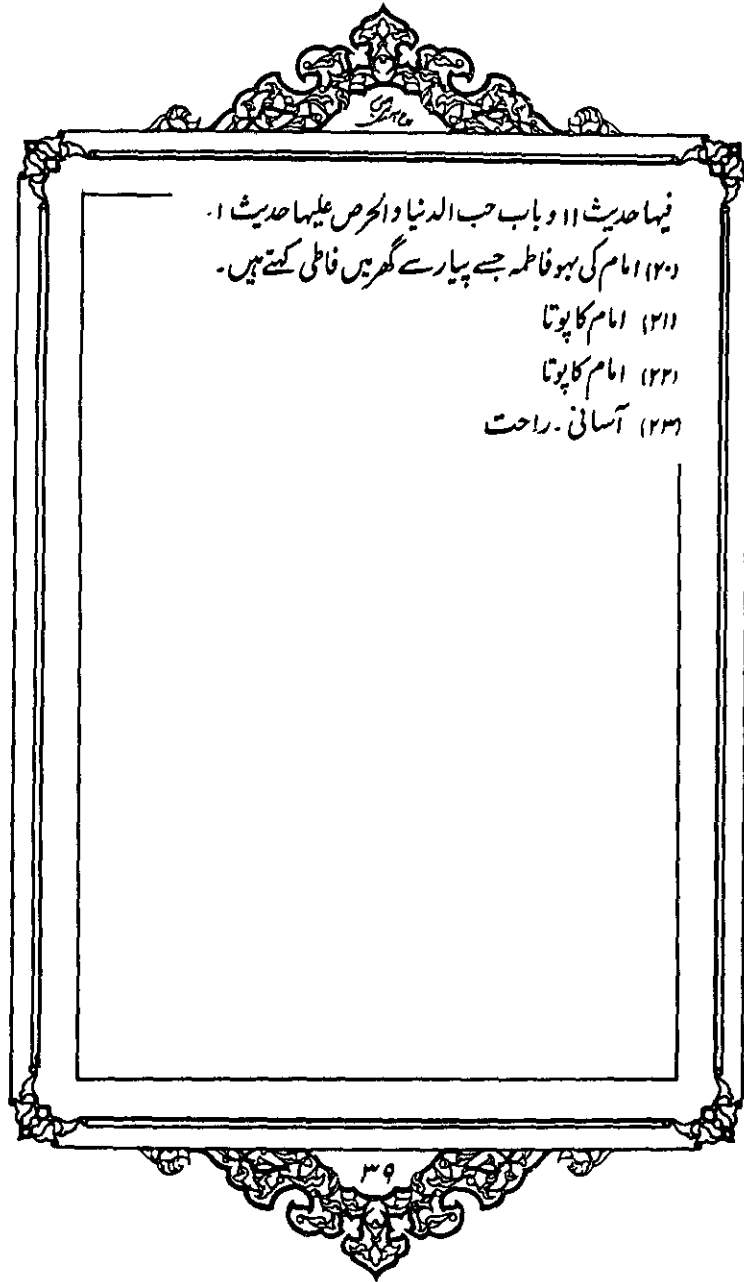 فیہا حدیث ۱۱ و باب حب الدنیا والحرص علیہا حدیث ۱۔
(۲۰) امام کی بہو فاطمہ جسے پیار سے گھر میں فاطی کہتے ہیں۔
(۲۱) امام کا پوتا
(۲۲) امام کا پوتا
(۲۳) آسانی ۔ راحت
۳۹